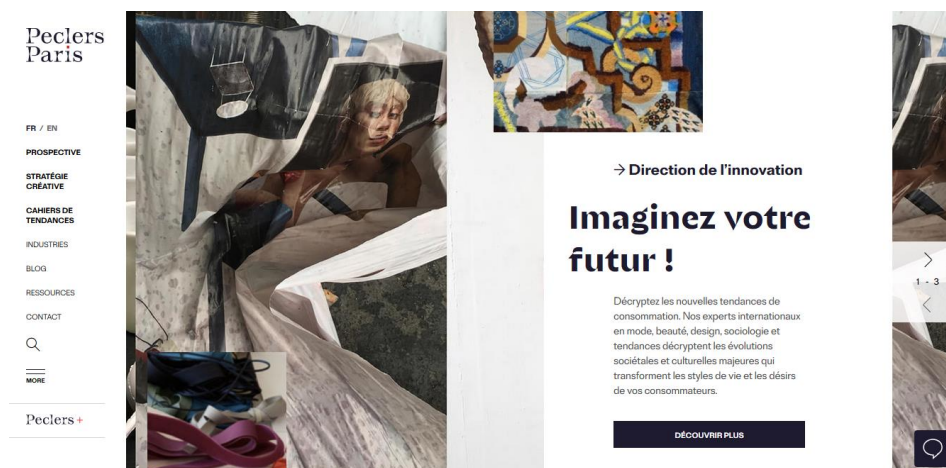 Peclers
Paris
FR / EN
PROSPECTIVE
STRATÉGIE
CRÉATIVE
CAHIERS DE
TENDANCES
INDUSTRIES
BLOG
RESSOURCES
CONTACT
MORE
Peclers +
→ Direction de l'innovation
Imaginez votre
futur !
Décryptez les nouvelles tendances de
consommation. Nos experts internationaux
en mode, beauté, design, sociologie et
tendances décryptent les évolutions
sociétales et culturelles majeures qui
transforment les styles de vie et les désirs
de vos consommateurs.
DÉCOUVRIR PLUS
1 - 3